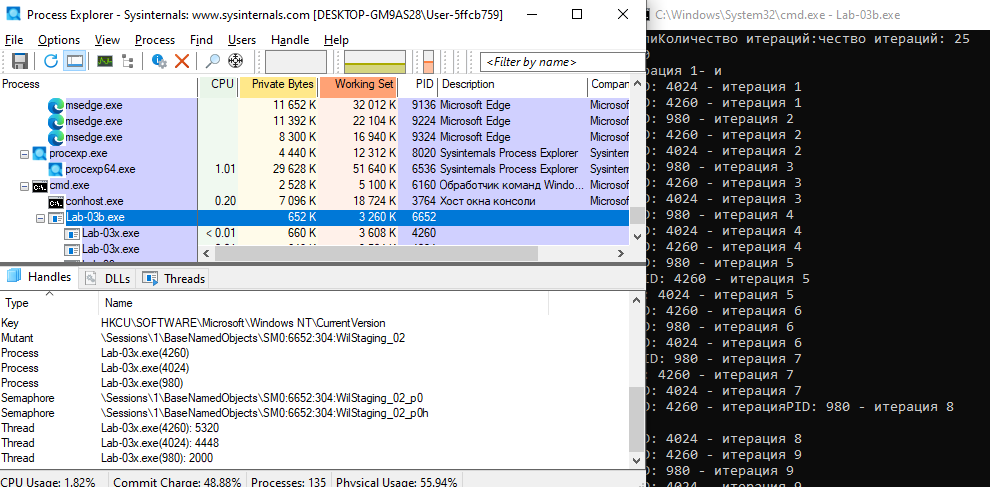 Process Explorer - Sysinternals: www.sysinternals.com [DESKTOP-GM9AS28\User-5ffcb759]
File Options View Process Find Users Handle Help
<Filter by name>
Process CPU Private Bytes Working Set PID Description Company
msedge.exe 11 652 K 32 012 K 9136 Microsoft Edge Microsof
msedge.exe 11 392 K 22 104 K 9224 Microsoft Edge Microsof
msedge.exe 8 300 K 16 940 K 9324 Microsoft Edge Microsof
procexp.exe 4 440 K 12 312 K 8020 Sysinternals Process Explorer Sysintern
procexp64.exe 1.01 29 628 K 51 640 K 6536 Sysinternals Process Explorer Sysintern
cmd.exe 2 528 K 5 100 K 6160 Обработчик команд Windo... Microsof
conhost.exe 0.20 7 096 K 18 724 K 3764 Хост окна консоли Microsof
Lab-03b.exe 652 K 3 260 K 6652
Lab-03x.exe < 0.01 660 K 3 608 K 4260
Lab-03x.exe
Handles DLLs Threads
Type Name
Key HKCU\SOFTWARE\Microsoft\Windows NT\CurrentVersion
Mutant \Sessions\1\BaseNamedObjects\SM0:6652:304:WilStaging_02
Process Lab-03x.exe(4260)
Process Lab-03x.exe(4024)
Process Lab-03x.exe(980)
Semaphore \Sessions\1\BaseNamedObjects\SM0:6652:304:WilStaging_02_p0
Semaphore \Sessions\1\BaseNamedObjects\SM0:6652:304:WilStaging_02_p0h
Thread Lab-03x.exe(4260): 5320
Thread Lab-03x.exe(4024): 4448
Thread Lab-03x.exe(980): 2000
CPU Usage: 1.82% Commit Charge: 48.88% Processes: 135 Physical Usage: 55.94%
C:\Windows\System32\cmd.exe - Lab-03b.exe
лиКоличество итераций:чество итераций: 25
0
рация 1- и
D: 4024 - итерация 1
D: 4260 - итерация 1
D: 980 - итерация 2
D: 4260 - итерация 2
D: 4024 - итерация 2
D: 980 - итерация 3
D: 4260 - итерация 3
D: 4024 - итерация 3
D: 980 - итерация 4
D: 4024 - итерация 4
D: 4260 - итерация 4
D: 980 - итерация 5
ID: 4260 - итерация 5
: 4024 - итерация 5
D: 4260 - итерация 6
D: 980 - итерация 6
D: 4024 - итерация 6
ID: 980 - итерация 7
: 4260 - итерация 7
D: 4024 - итерация 7
D: 4260 - итерацияPID: 980 - итерация 8
D: 4024 - итерация 8
D: 4260 - итерация 9
D: 980 - итерация 9
D: 4024 - итерация 9